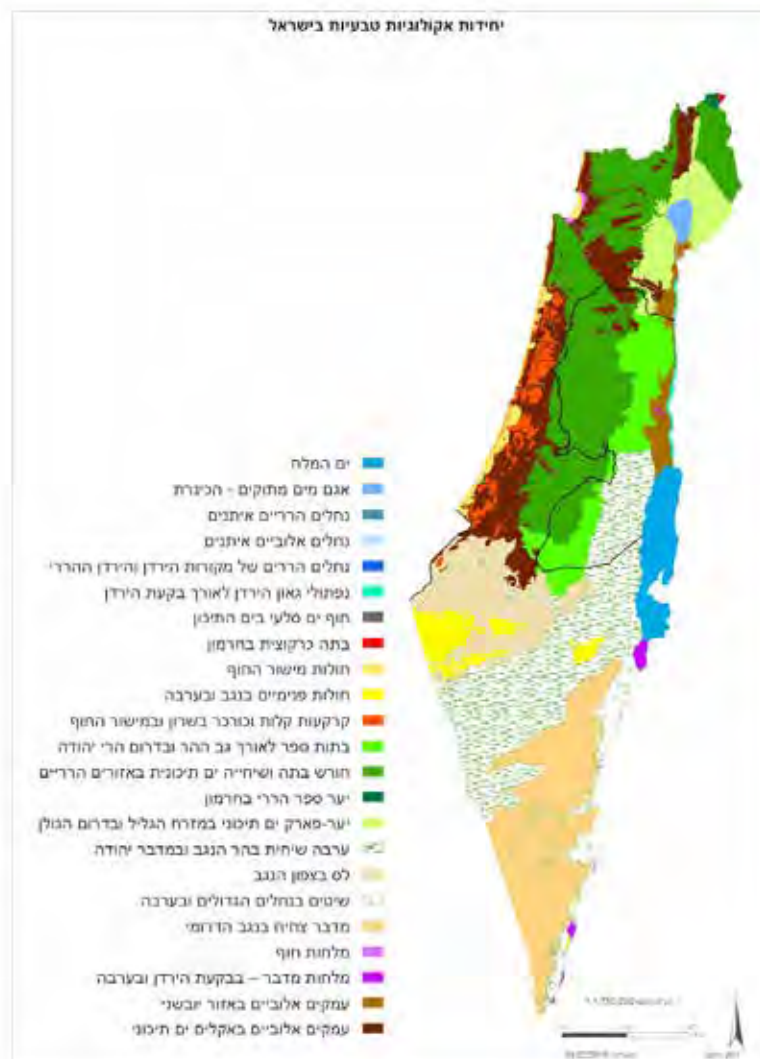 יחידות אקולוגיות טבעיות בישראל
ים המלח
אגם מים מתוקים - הכינרת
נחלים הרריים איתנים
נחלים אלוביים איתנים
נחלים הררים של מקורות הירדן והירדן ההררי
נפתולי גאון הירדן לאורך בקעת הירדן
חוף ים סלעי בים התיכון
בתה כרקוצית בחרמון
חולות מישור החוף
חולות פנימיים בנגב ובערבה
קרקעות קלות וכורכר בשרון ובמישור החוף
בתות ספר לאורך גב ההר ובדרום הרי יהודה
חורש בתה ושיחייה ים תיכונית באזורים הרריים
יער ספר הררי בחרמון
יער-פארק ים תיכוני במזרח הגליל ובדרום הגולן
ערבה שיחית בהר הנגב ובמדבר יהודה
לס בצפון הנגב
שיטים בנחלים הגדולים ובערבה
מדבר צחיח בנגב הדרומי
מלחות חוף
מלחות מדבר – בבקעת הירדן ובערבה
עמקים אלוביים באזור יובשני
עמקים אלוביים באקלים ים תיכוני